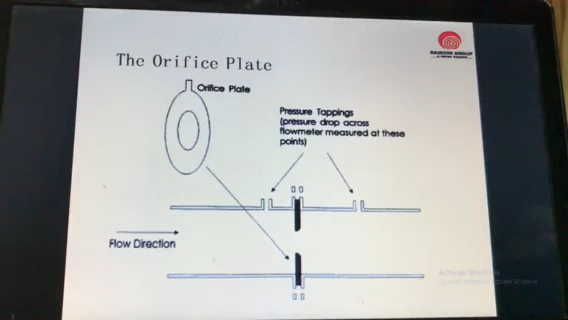 The Orifice Plate
Orifice Plate
Pressure Tappings
(pressure drop across
flowmeter measured at these
points)
Flow Direction